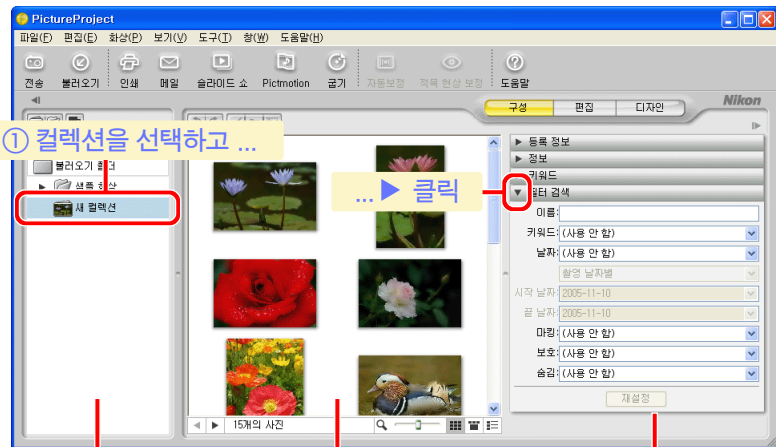 PictureProject
파일(F) 편집(E) 화상(P) 보기(V) 도구(T) 창(W) 도움말(H)
전송 불러오기 인쇄 메일 슬라이드 쇼 Pictmotion 굽기 자동보정 적목 현상 보정 도움말
구성 편집 디자인
Nikon
① 컬렉션을 선택하고 ...
불러오기 폴더
샘플 화상
새 컬렉션
...▶ 클릭
▶ 등록 정보
▶ 정보
키워드
▼ 필터 검색
이름:
키워드: (사용 안 함)
날짜: (사용 안 함)
촬영 날짜별
시작 날짜: 2005-11-10
끝 날짜: 2005-11-10
마킹: (사용 안 함)
보호: (사용 안 함)
숨김: (사용 안 함)
재설정
15개의 사진